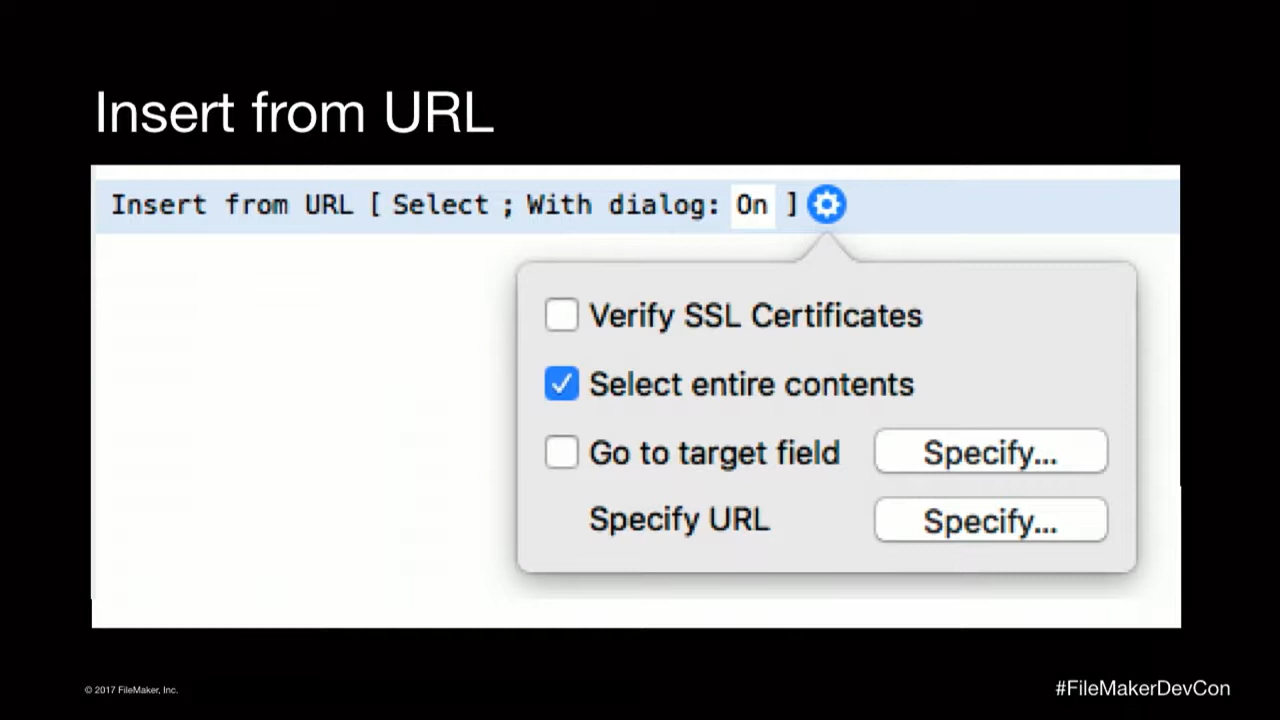 Insert from URL
Insert from URL [ Select ; With dialog: On ]
Verify SSL Certificates
Select entire contents
Go to target field Specify...
Specify URL Specify...
© 2017 FileMaker, Inc. #FileMakerDevCon